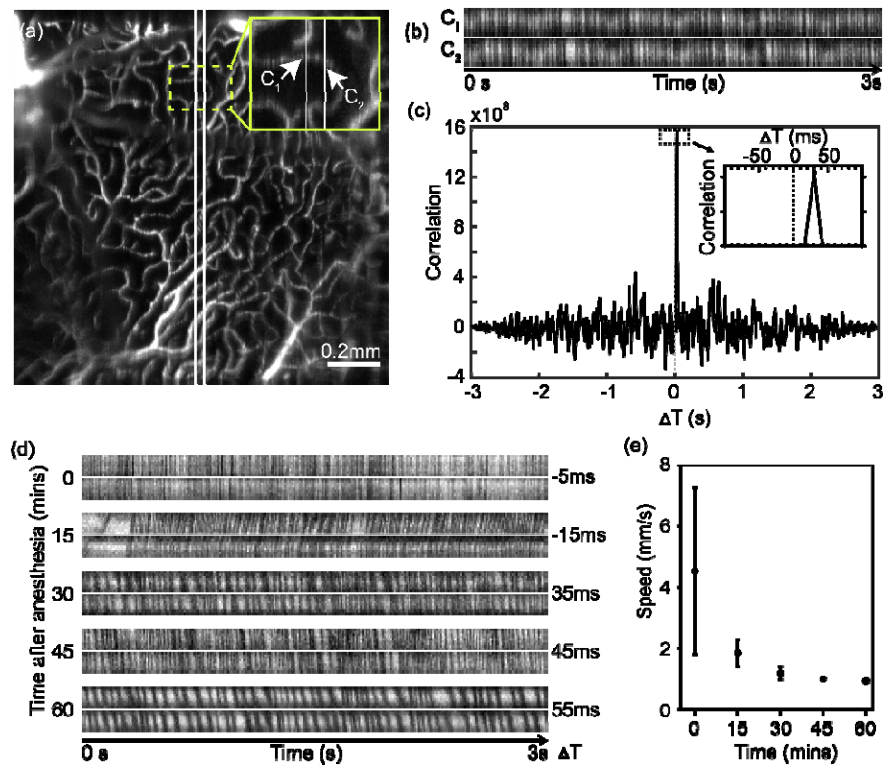 (a)
C1
C2
0.2mm
(b)
C1
C2
0 s Time (s) 3s
(c)
×10⁸
16
12
8
4
0
-4
Correlation
-3 -2 -1 0 1 2 3
ΔT (s)
ΔT (ms)
-50 0 50
Correlation
(d)
Time after anesthesia (mins)
0 -5ms
15 -15ms
30 35ms
45 45ms
60 55ms
0 s Time (s) 3s ΔT
(e)
Speed (mm/s)
8
6
4
2
0
0 15 30 45 60
Time (mins)